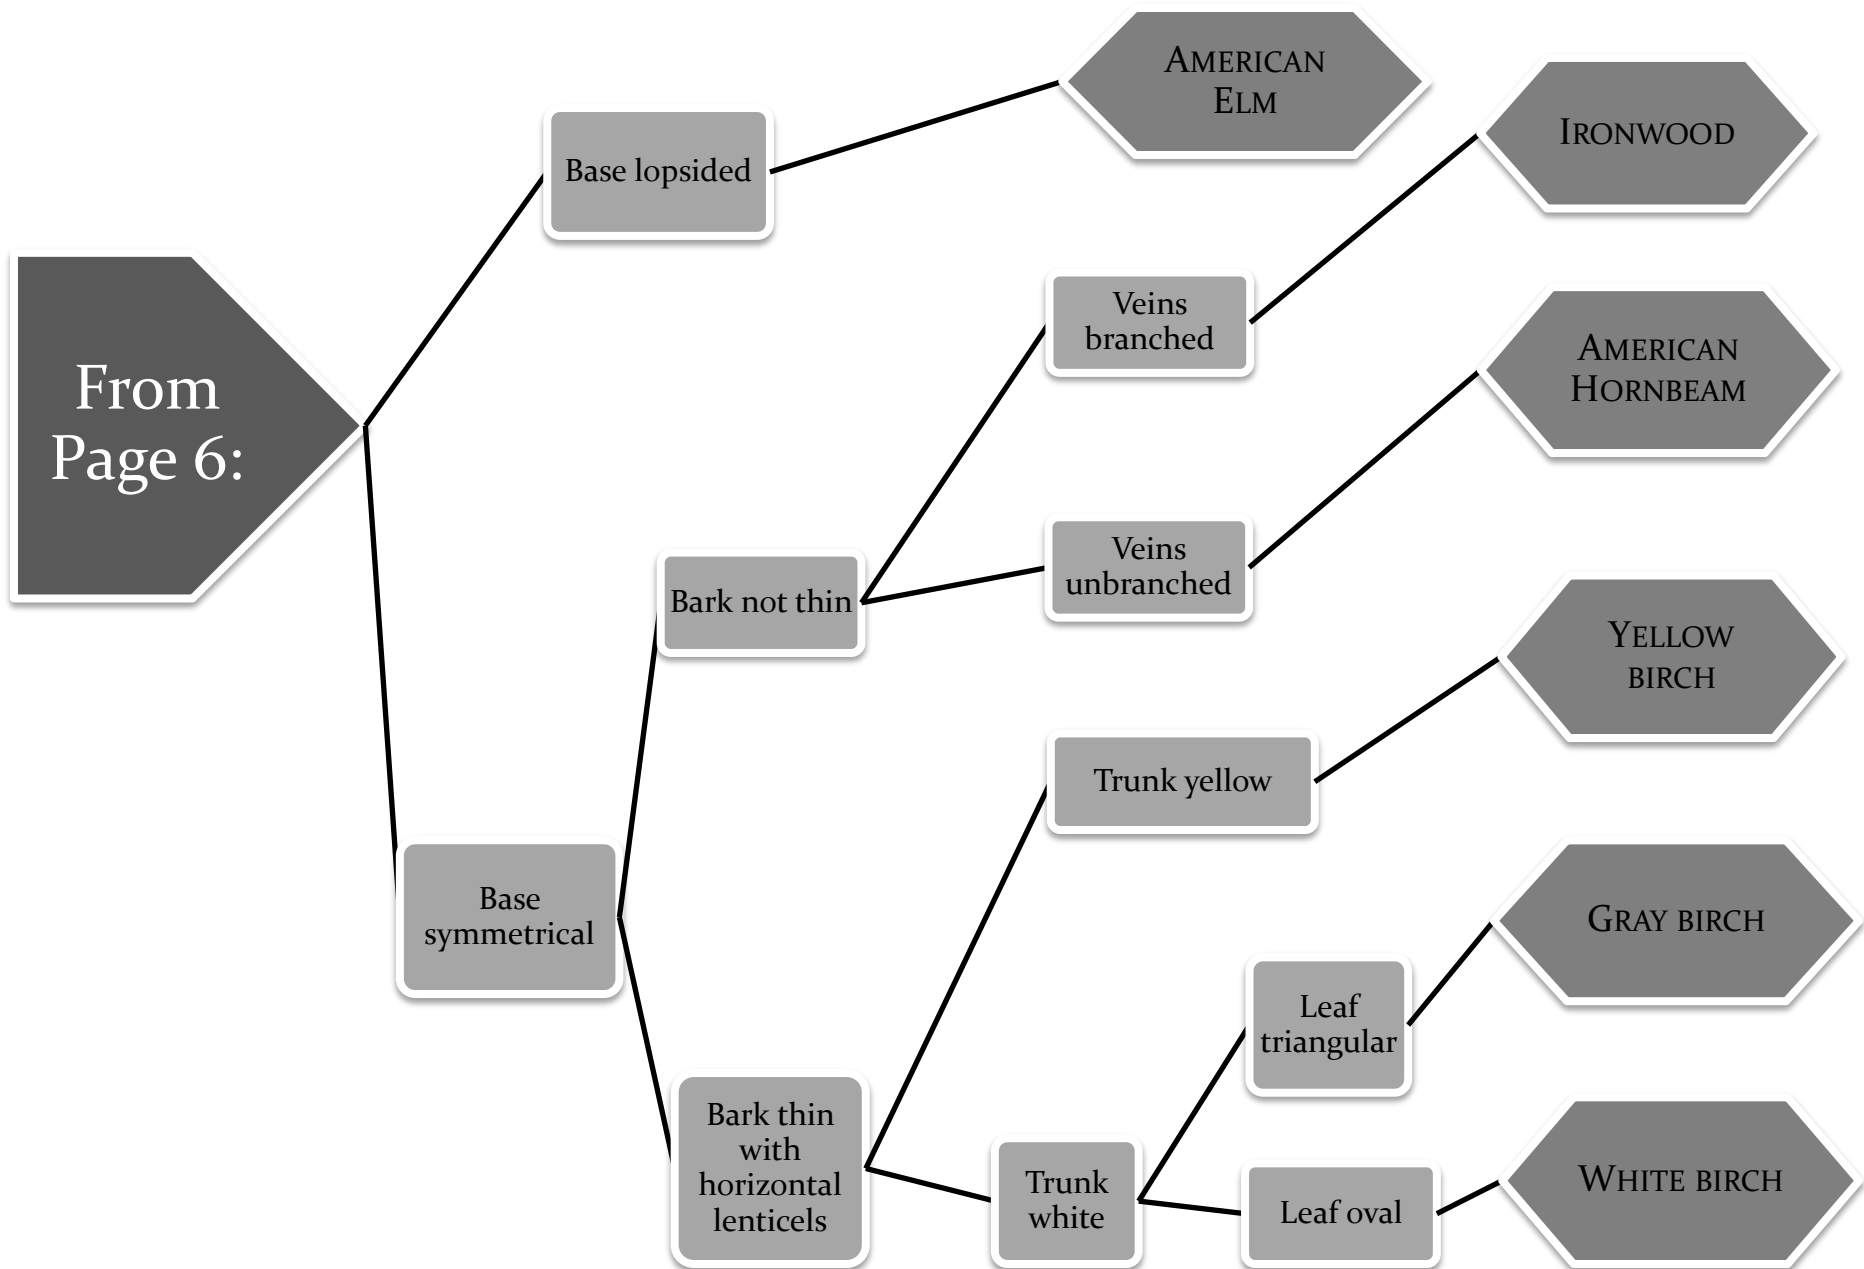 From
Page 6:
Base lopsided
AMERICAN
ELM
Base
symmetrical
Bark not thin
Veins
branched
IRONWOOD
Veins
unbranched
AMERICAN
HORNBEAM
Bark thin
with
horizontal
lenticels
Trunk yellow
YELLOW
BIRCH
Trunk
white
Leaf
triangular
GRAY BIRCH
Leaf oval
WHITE BIRCH